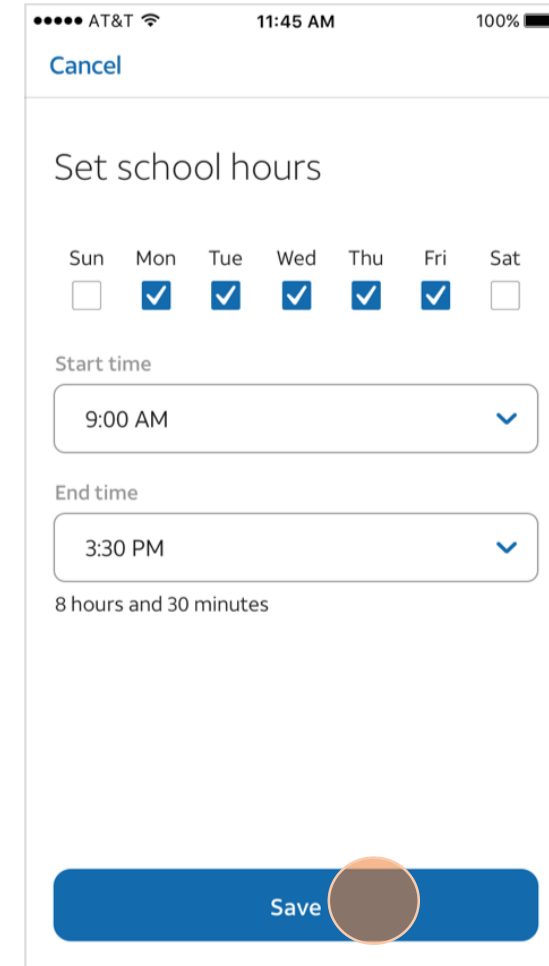 AT&T 11:45 AM 100%
Cancel
Set school hours
Sun Mon Tue Wed Thu Fri Sat
Start time
9:00 AM
End time
3:30 PM
8 hours and 30 minutes
Save